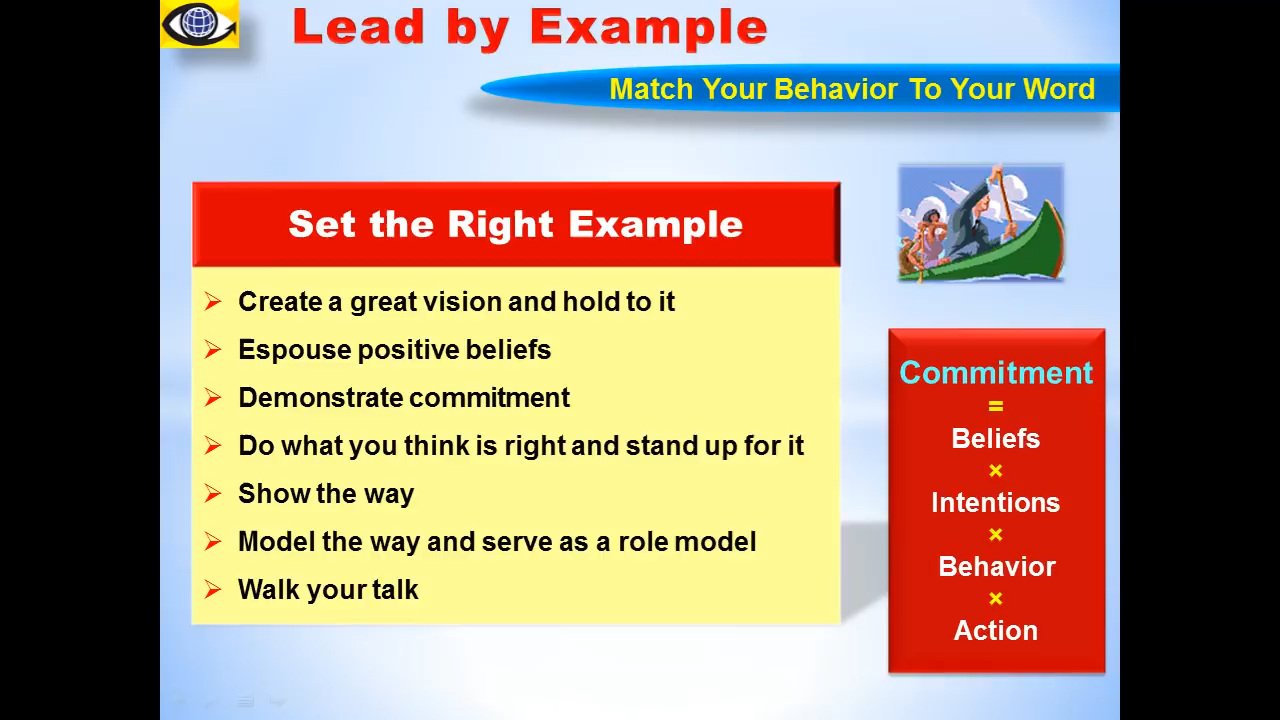 Lead by Example
Match Your Behavior To Your Word
Set the Right Example
Create a great vision and hold to it
Espouse positive beliefs
Demonstrate commitment
Do what you think is right and stand up for it
Show the way
Model the way and serve as a role model
Walk your talk
Commitment
=
Beliefs
×
Intentions
×
Behavior
×
Action